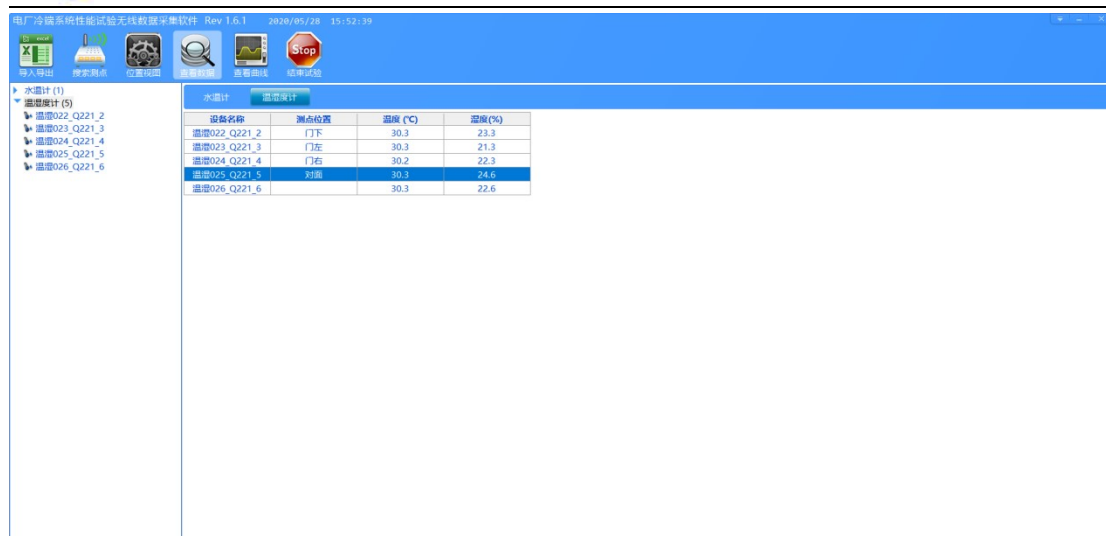 电厂冷端系统性能试验无线数据采集软件 Rev 1.6.1 2020/05/28 15:52:39
导入导出 搜索测点 位置视图 查看数据 查看曲线 结束试验
Stop
水温计 (1)
温湿度计 (5)
温湿022_Q221_2
温湿023_Q221_3
温湿024_Q221_4
温湿025_Q221_5
温湿026_Q221_6
水温计 温湿度计
设备名称 测点位置 温度 (℃) 湿度(%)
温湿022_Q221_2 门下 30.3 23.3
温湿023_Q221_3 门左 30.3 21.3
温湿024_Q221_4 门右 30.2 22.3
温湿025_Q221_5 对面 30.3 24.6
温湿026_Q221_6 30.3 22.6